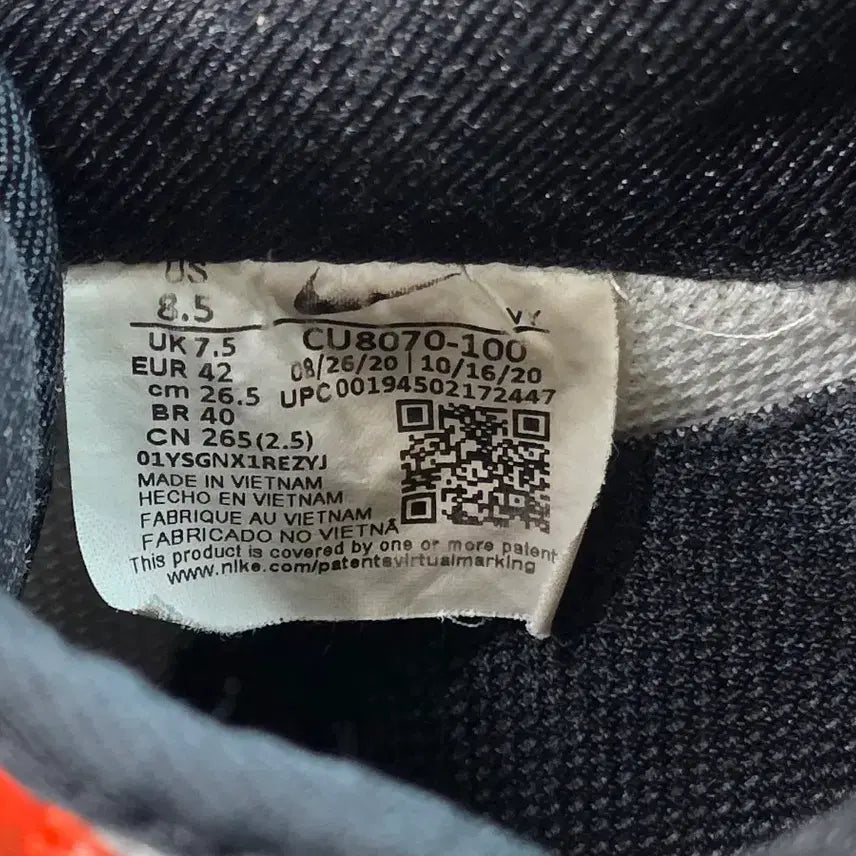 US
8.5
VY
UK 7.5
CU8070-100
EUR 42
08/26/20 | 10/16/20
cm 26.5
UPC 00194502172447
BR 40
CN 265(2.5)
01YSGNX1REZYJ
MADE IN VIETNAM
HECHO EN VIETNAM
FABRIQUE AU VIETNAM
FABRICADO NO VIETNÃ
This product is covered by one or more patent
www.nike.com/patentsvirtualmarking